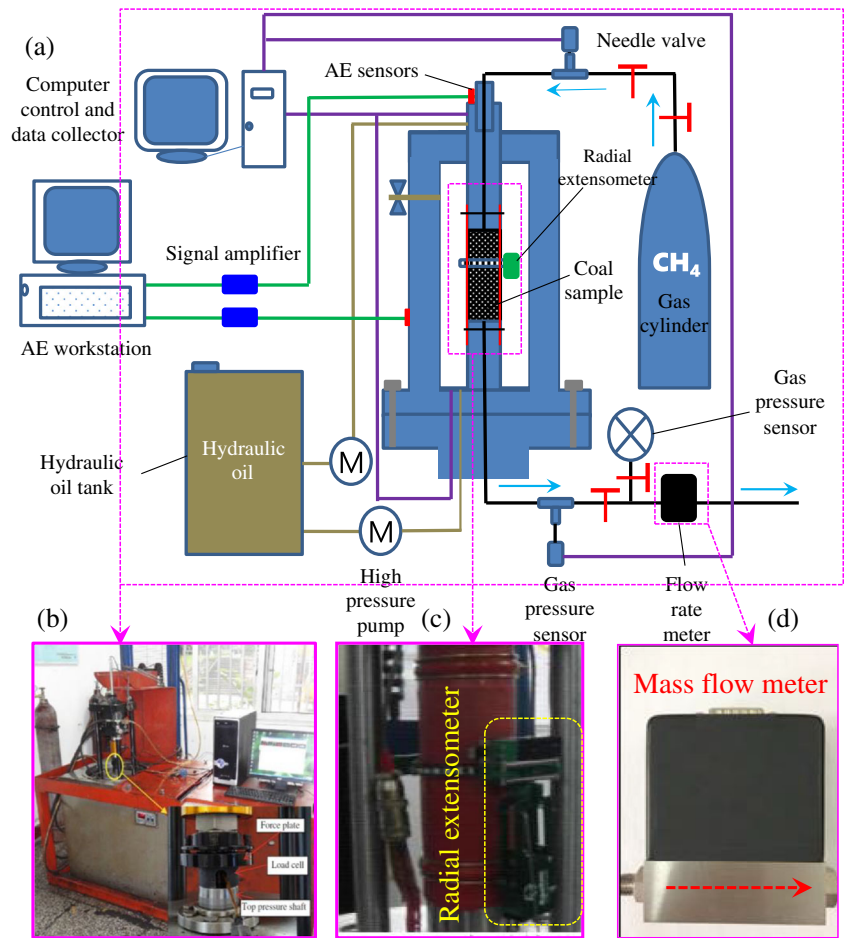 (a)
Needle valve
AE sensors
Computer
control and
data collector
Radial
extensometer
Signal amplifier
Coal
sample
CH4
Gas
cylinder
AE workstation
Gas
pressure
sensor
Hydraulic
oil
Hydraulic
oil tank
M
M
High
pressure
pump
Gas
pressure
sensor
Flow
rate
meter
(b)
(c)
(d)
Force plate
Load cell
Top pressure shaft
Radial extensometer
Mass flow meter